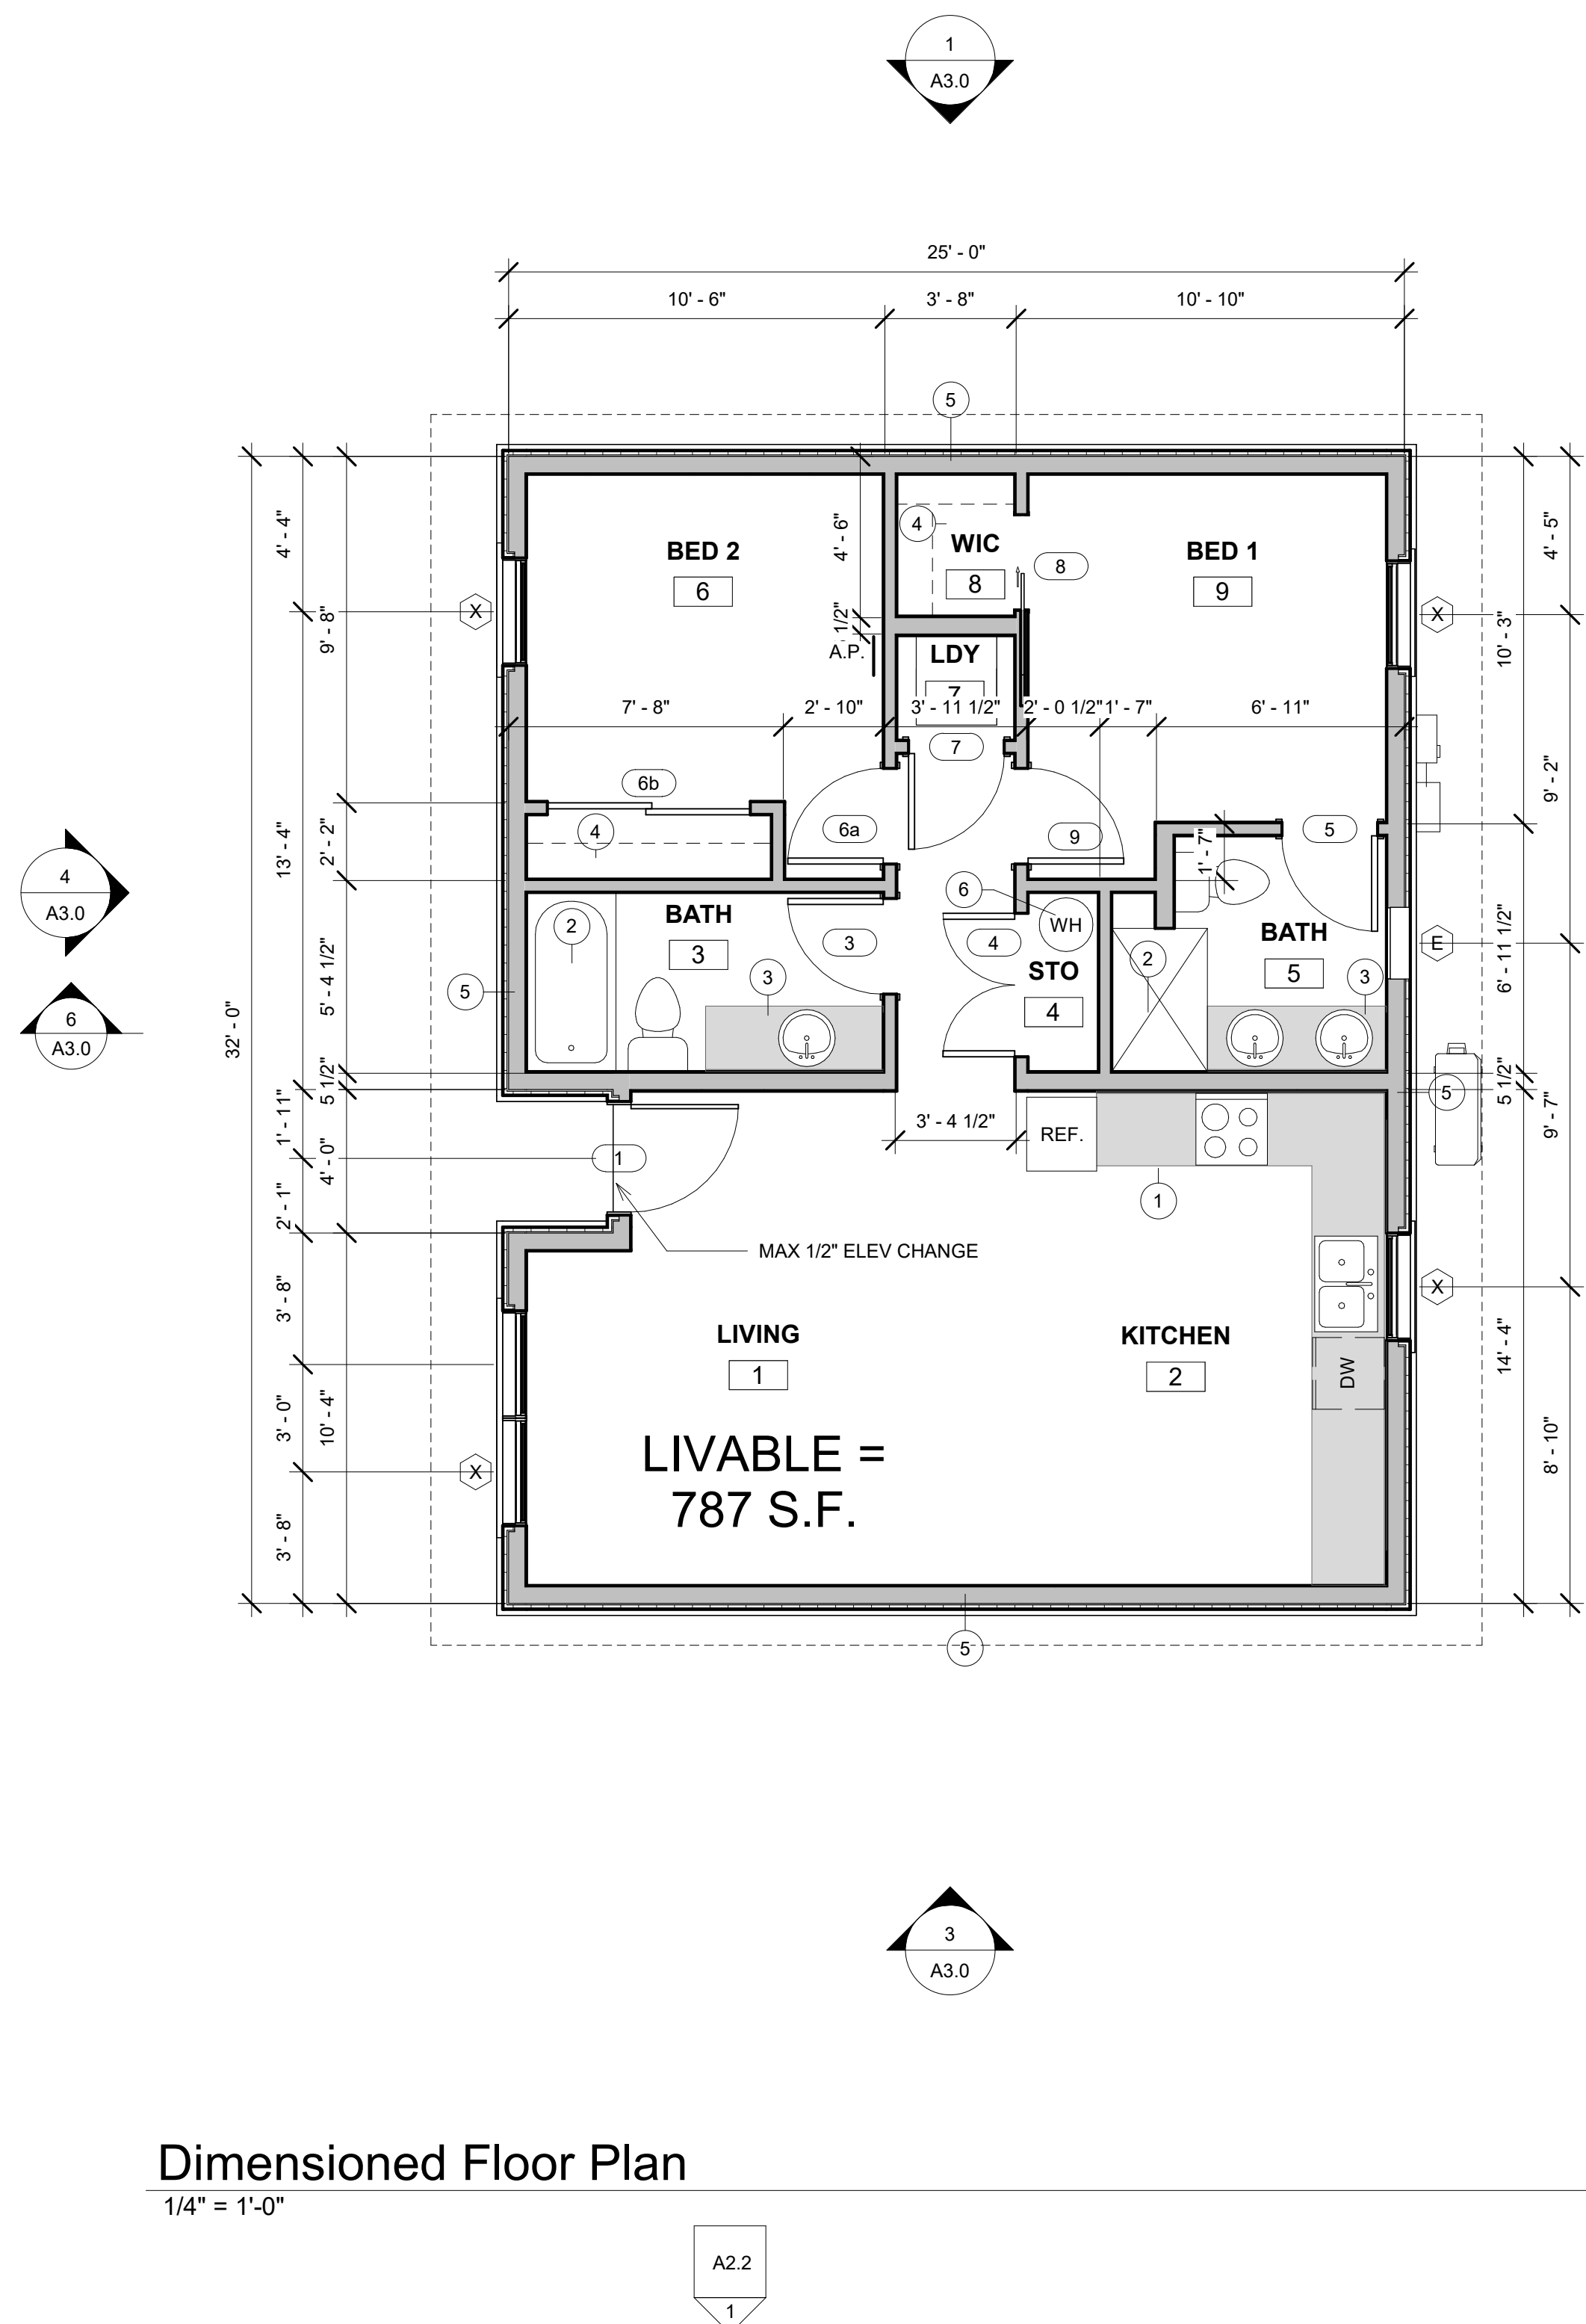 1
A3.0
25' - 0"
10' - 6"
3' - 8"
10' - 10"
5
4' - 4"
4' - 6"
4
WIC
8
8
BED 2
6
BED 1
9
4' - 5"
X
X
9' - 8"
1/2"
A.P.
LDY
7
10' - 3"
7' - 8"
2' - 10"
3' - 11 1/2"
2' - 0 1/2"
1' - 7"
6' - 11"
7
6b
9' - 2"
4
6a
9
5
1' - 7"
13' - 4"
2' - 2"
4
A3.0
6
WH
BATH
3
2
3
3
4
STO
4
2
BATH
5
3
E
6' - 11 1/2"
5
5' - 4 1/2"
6
A3.0
32' - 0"
5 1/2"
5 1/2"
5
1' - 11"
3' - 4 1/2"
REF.
9' - 7"
1
4' - 0"
1
2' - 1"
MAX 1/2" ELEV CHANGE
3' - 8"
X
LIVING
1
KITCHEN
2
DW
14' - 4"
3' - 0"
10' - 4"
X
LIVABLE =
787 S.F.
8' - 10"
3' - 8"
5
3
A3.0
Dimensioned Floor Plan
1/4" = 1'-0"
A2.2
1